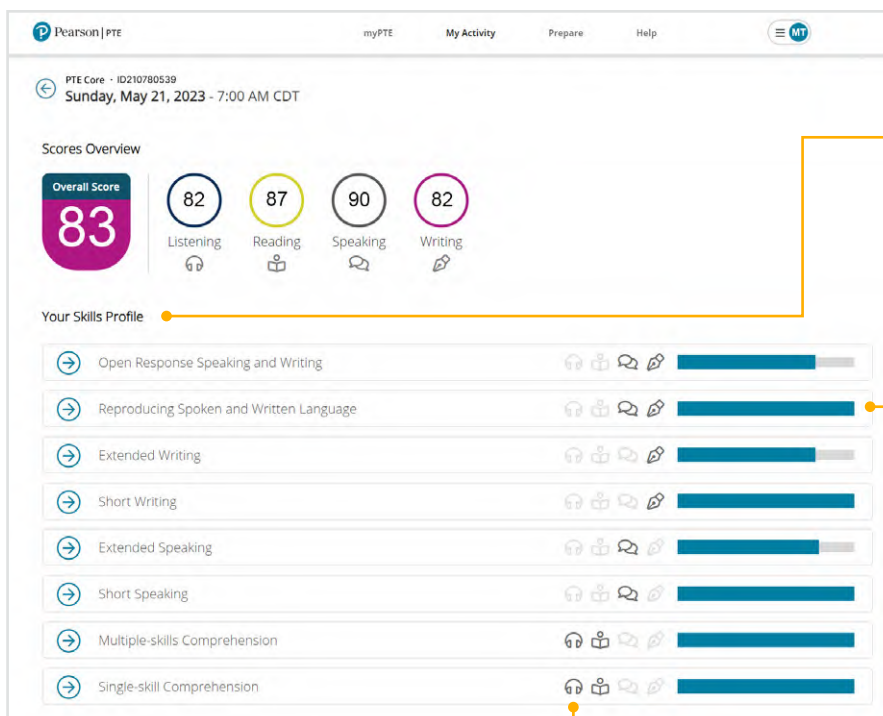 Pearson | PTE
myPTE My Activity Prepare Help MT
PTE Core - ID210780539
Sunday, May 21, 2023 - 7:00 AM CDT
Scores Overview
Overall Score
83
82 87 90 82
Listening Reading Speaking Writing
Your Skills Profile
Open Response Speaking and Writing
Reproducing Spoken and Written Language
Extended Writing
Short Writing
Extended Speaking
Short Speaking
Multiple-skills Comprehension
Single-skill Comprehension